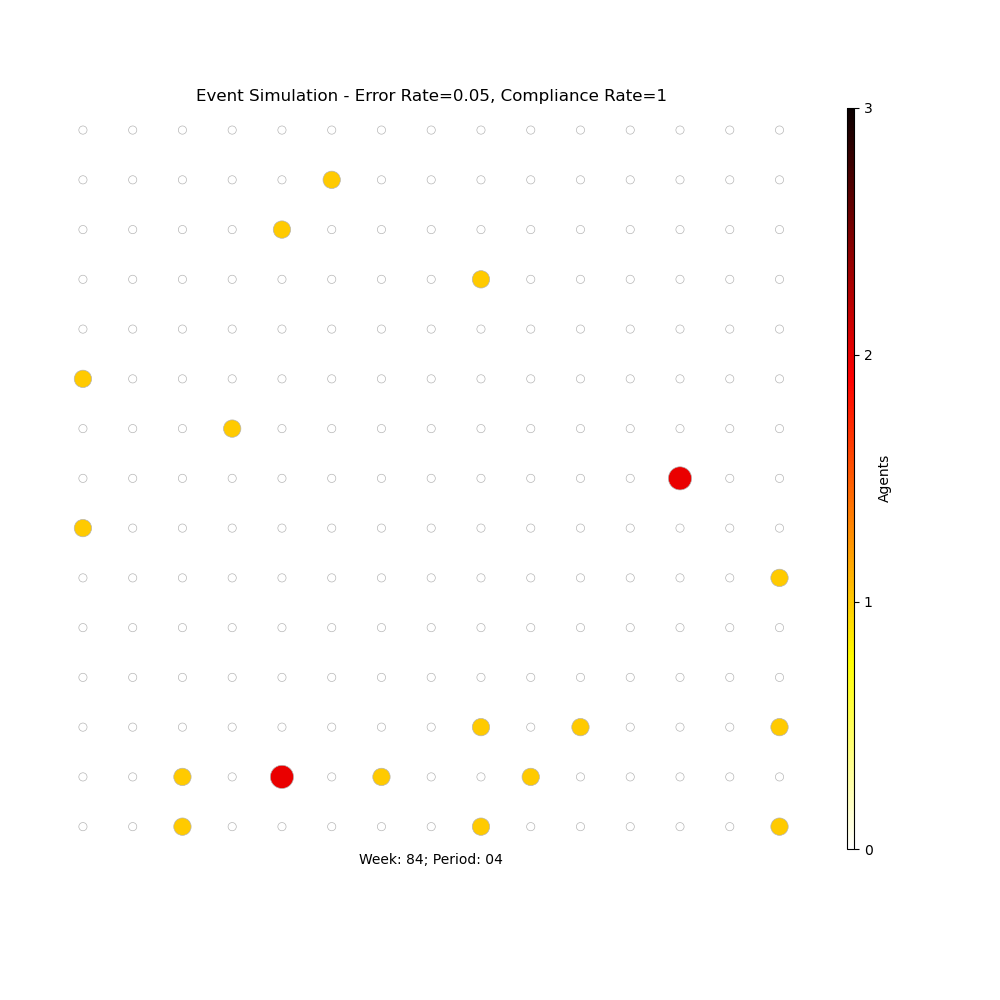 Event Simulation - Error Rate=0.05, Compliance Rate=1
3
2
Agents
1
0
Week: 84; Period: 04